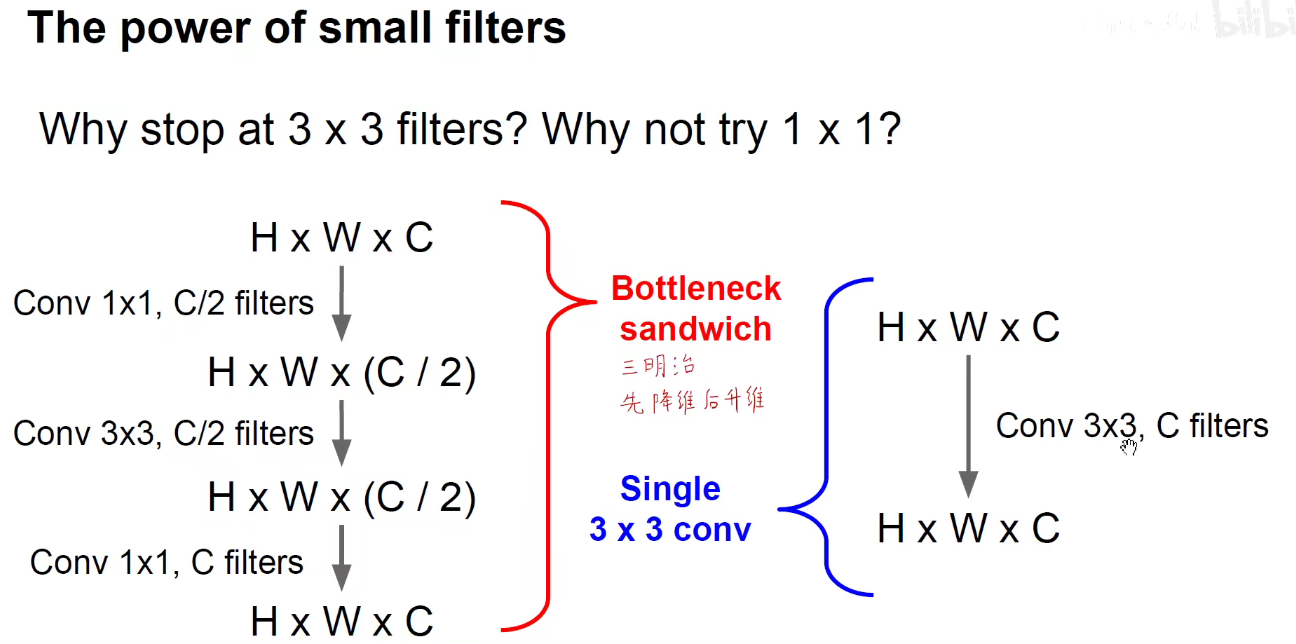 The power of small filters
Why stop at 3 x 3 filters? Why not try 1 x 1?
H x W x C
Conv 1x1, C/2 filters
H x W x (C / 2)
Conv 3x3, C/2 filters
H x W x (C / 2)
Conv 1x1, C filters
H x W x C
Bottleneck
sandwich
三明治
先降维后升维
Single
3 x 3 conv
H x W x C
Conv 3x3, C filters
H x W x C